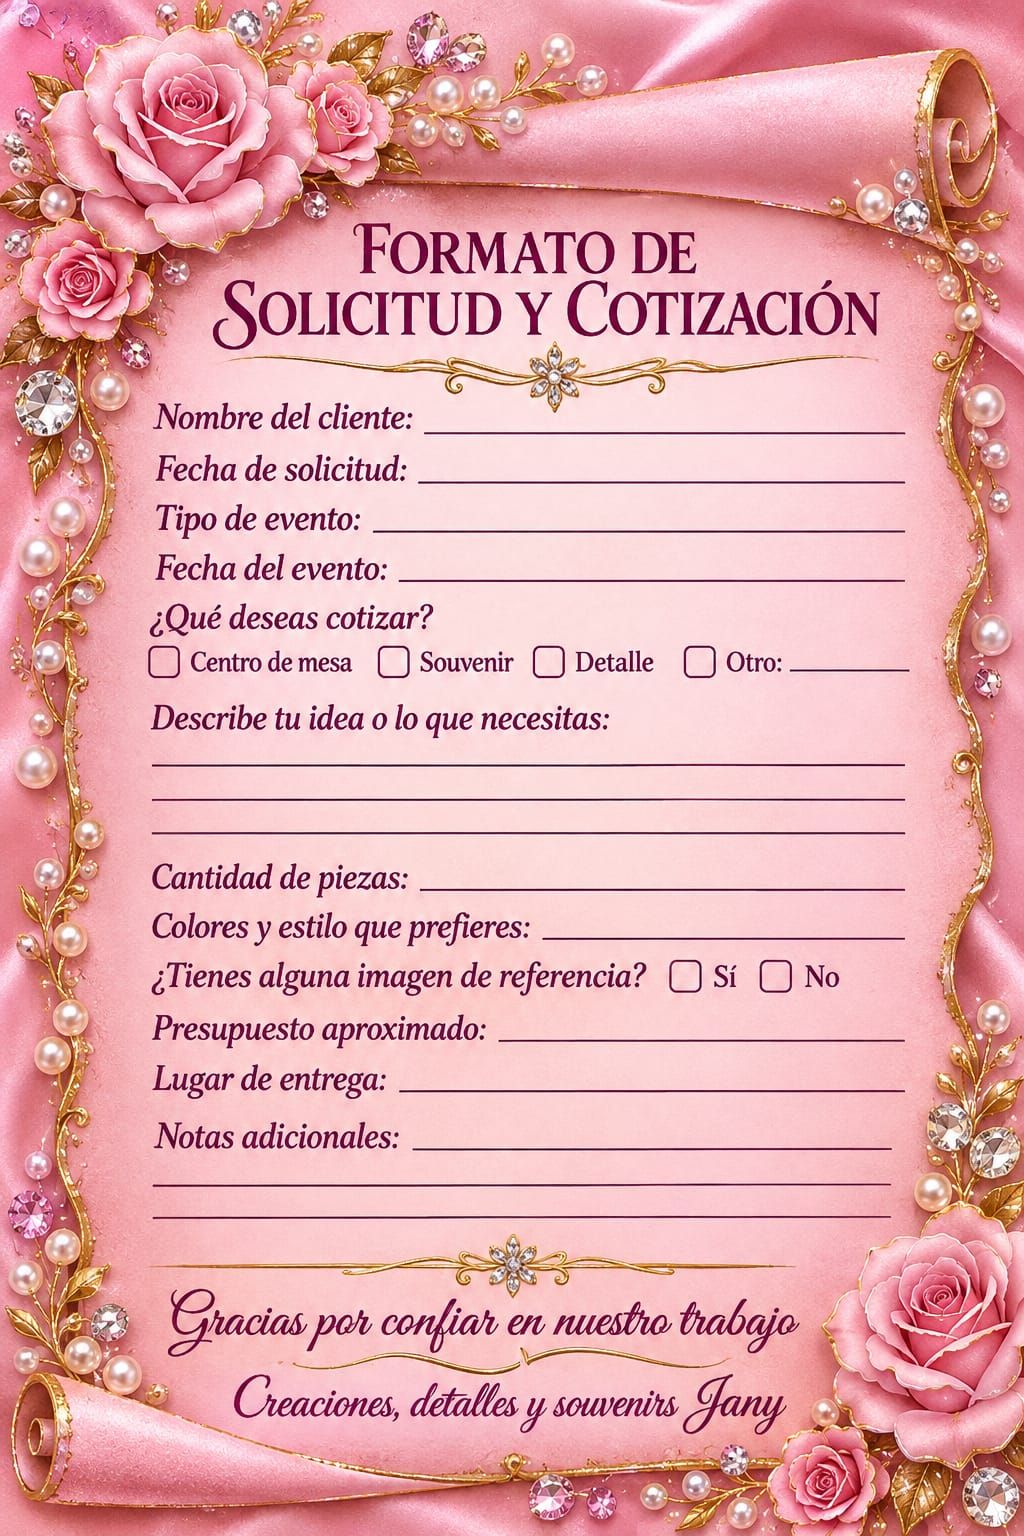 FORMATO DE
SOLICITUD Y COTIZACIÓN
Nombre del cliente:
Fecha de solicitud:
Tipo de evento:
Fecha del evento:
¿Qué deseas cotizar?
Centro de mesa Souvenir Detalle Otro:
Describe tu idea o lo que necesitas:
Cantidad de piezas:
Colores y estilo que prefieres:
¿Tienes alguna imagen de referencia? Sí No
Presupuesto aproximado:
Lugar de entrega:
Notas adicionales:
Gracias por confiar en nuestro trabajo
Creaciones, detalles y souvenirs Jany